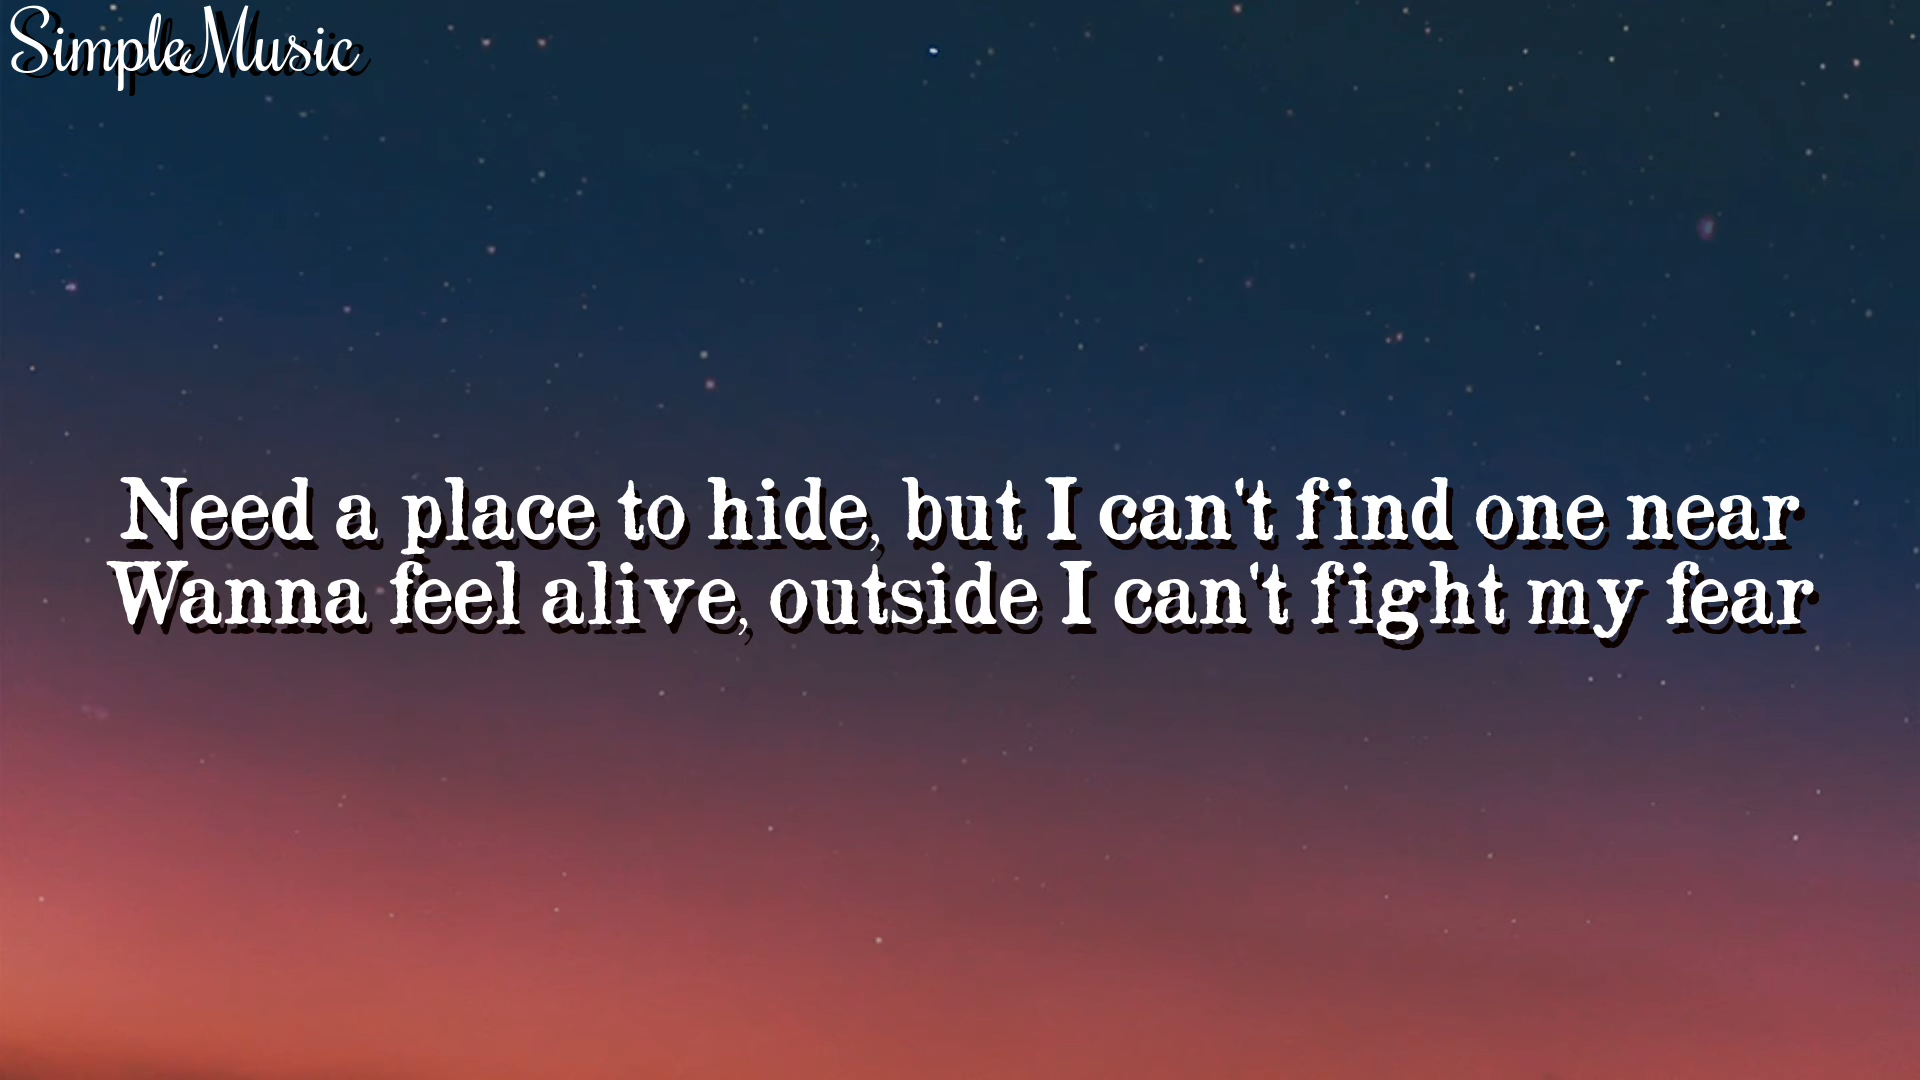 SimpleMusic
Need a place to hide, but I can't find one near
Wanna feel alive, outside I can't fight my fear